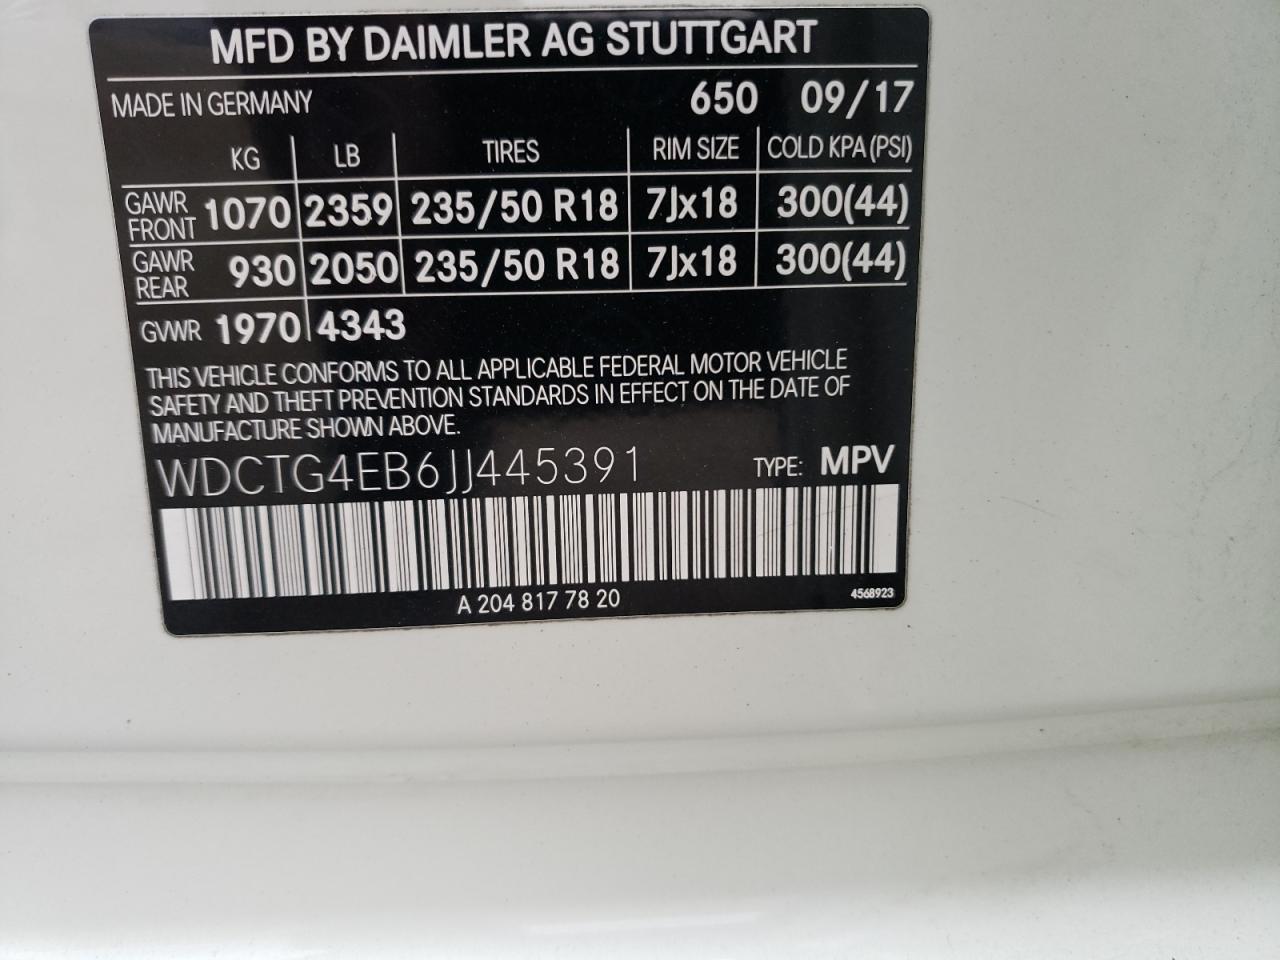 MFD BY DAIMLER AG STUTTGART
MADE IN GERMANY 650 09/17
KG LB TIRES RIM SIZE COLD KPA (PSI)
GAWR FRONT 1070 2359 235/50 R18 7Jx18 300(44)
GAWR REAR 930 2050 235/50 R18 7Jx18 300(44)
GVWR 1970 4343
THIS VEHICLE CONFORMS TO ALL APPLICABLE FEDERAL MOTOR VEHICLE
SAFETY AND THEFT PREVENTION STANDARDS IN EFFECT ON THE DATE OF
MANUFACTURE SHOWN ABOVE.
WDCTG4EB6JJ445391 TYPE: MPV
A 204 817 78 20 4568923